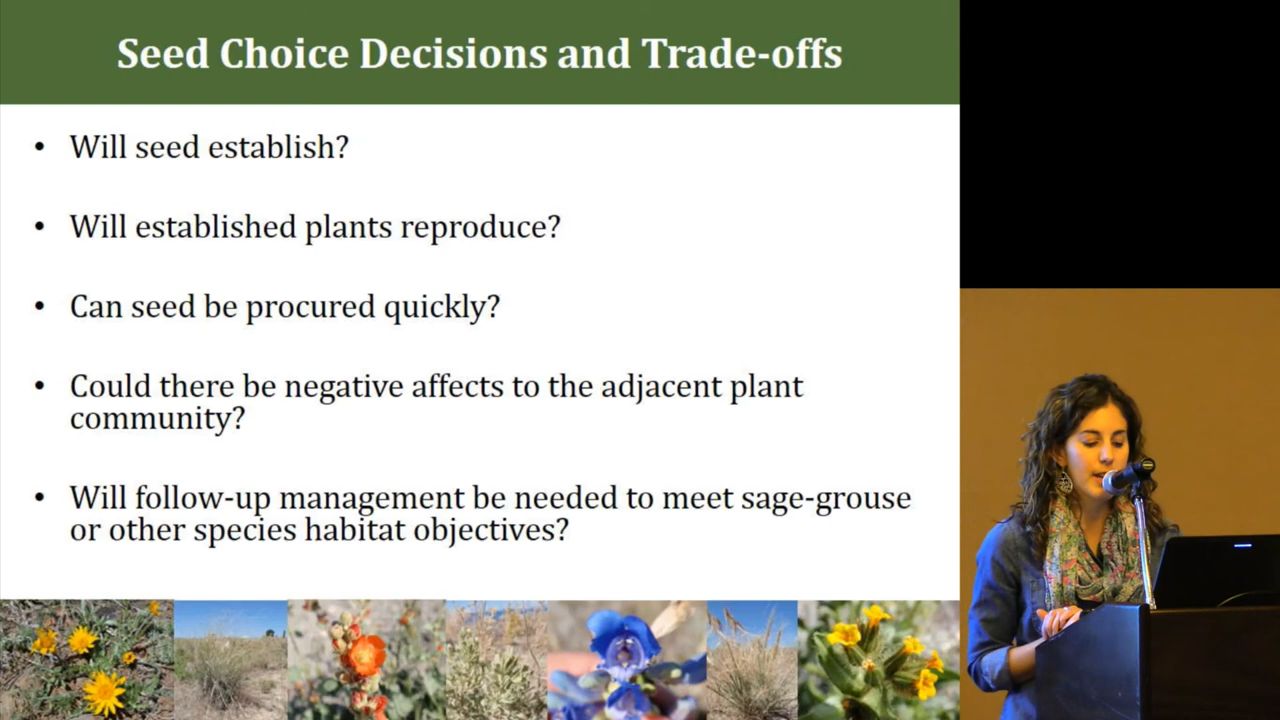 Seed Choice Decisions and Trade-offs
• Will seed establish?
• Will established plants reproduce?
• Can seed be procured quickly?
• Could there be negative affects to the adjacent plant
community?
• Will follow-up management be needed to meet sage-grouse
or other species habitat objectives?